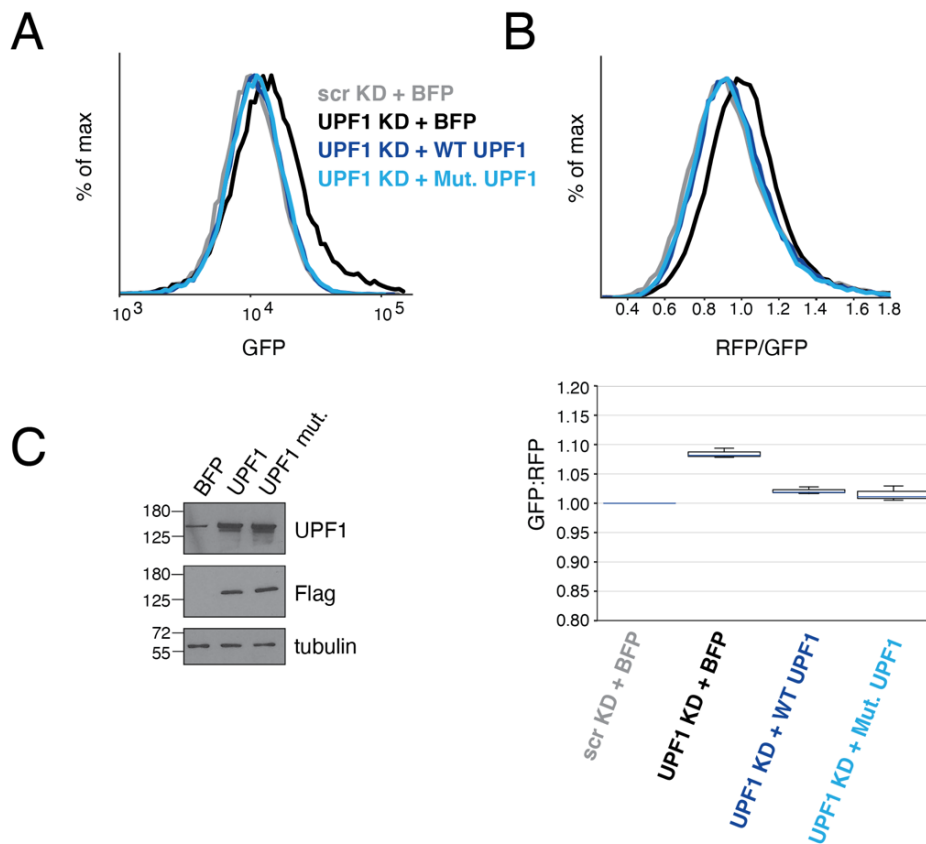 A
% of max
scr KD + BFP
UPF1 KD + BFP
UPF1 KD + WT UPF1
UPF1 KD + Mut. UPF1
10³ 10⁴ 10⁵
GFP
B
% of max
0.4 0.6 0.8 1.0 1.2 1.4 1.6 1.8
RFP/GFP
GFP:RFP
1.20
1.15
1.10
1.05
1.00
0.95
0.90
0.85
0.80
scr KD + BFP
UPF1 KD + BFP
UPF1 KD + WT UPF1
UPF1 KD + Mut. UPF1
C
BFP
UPF1
UPF1 mut.
180
125
UPF1
180
125
Flag
72
55
tubulin